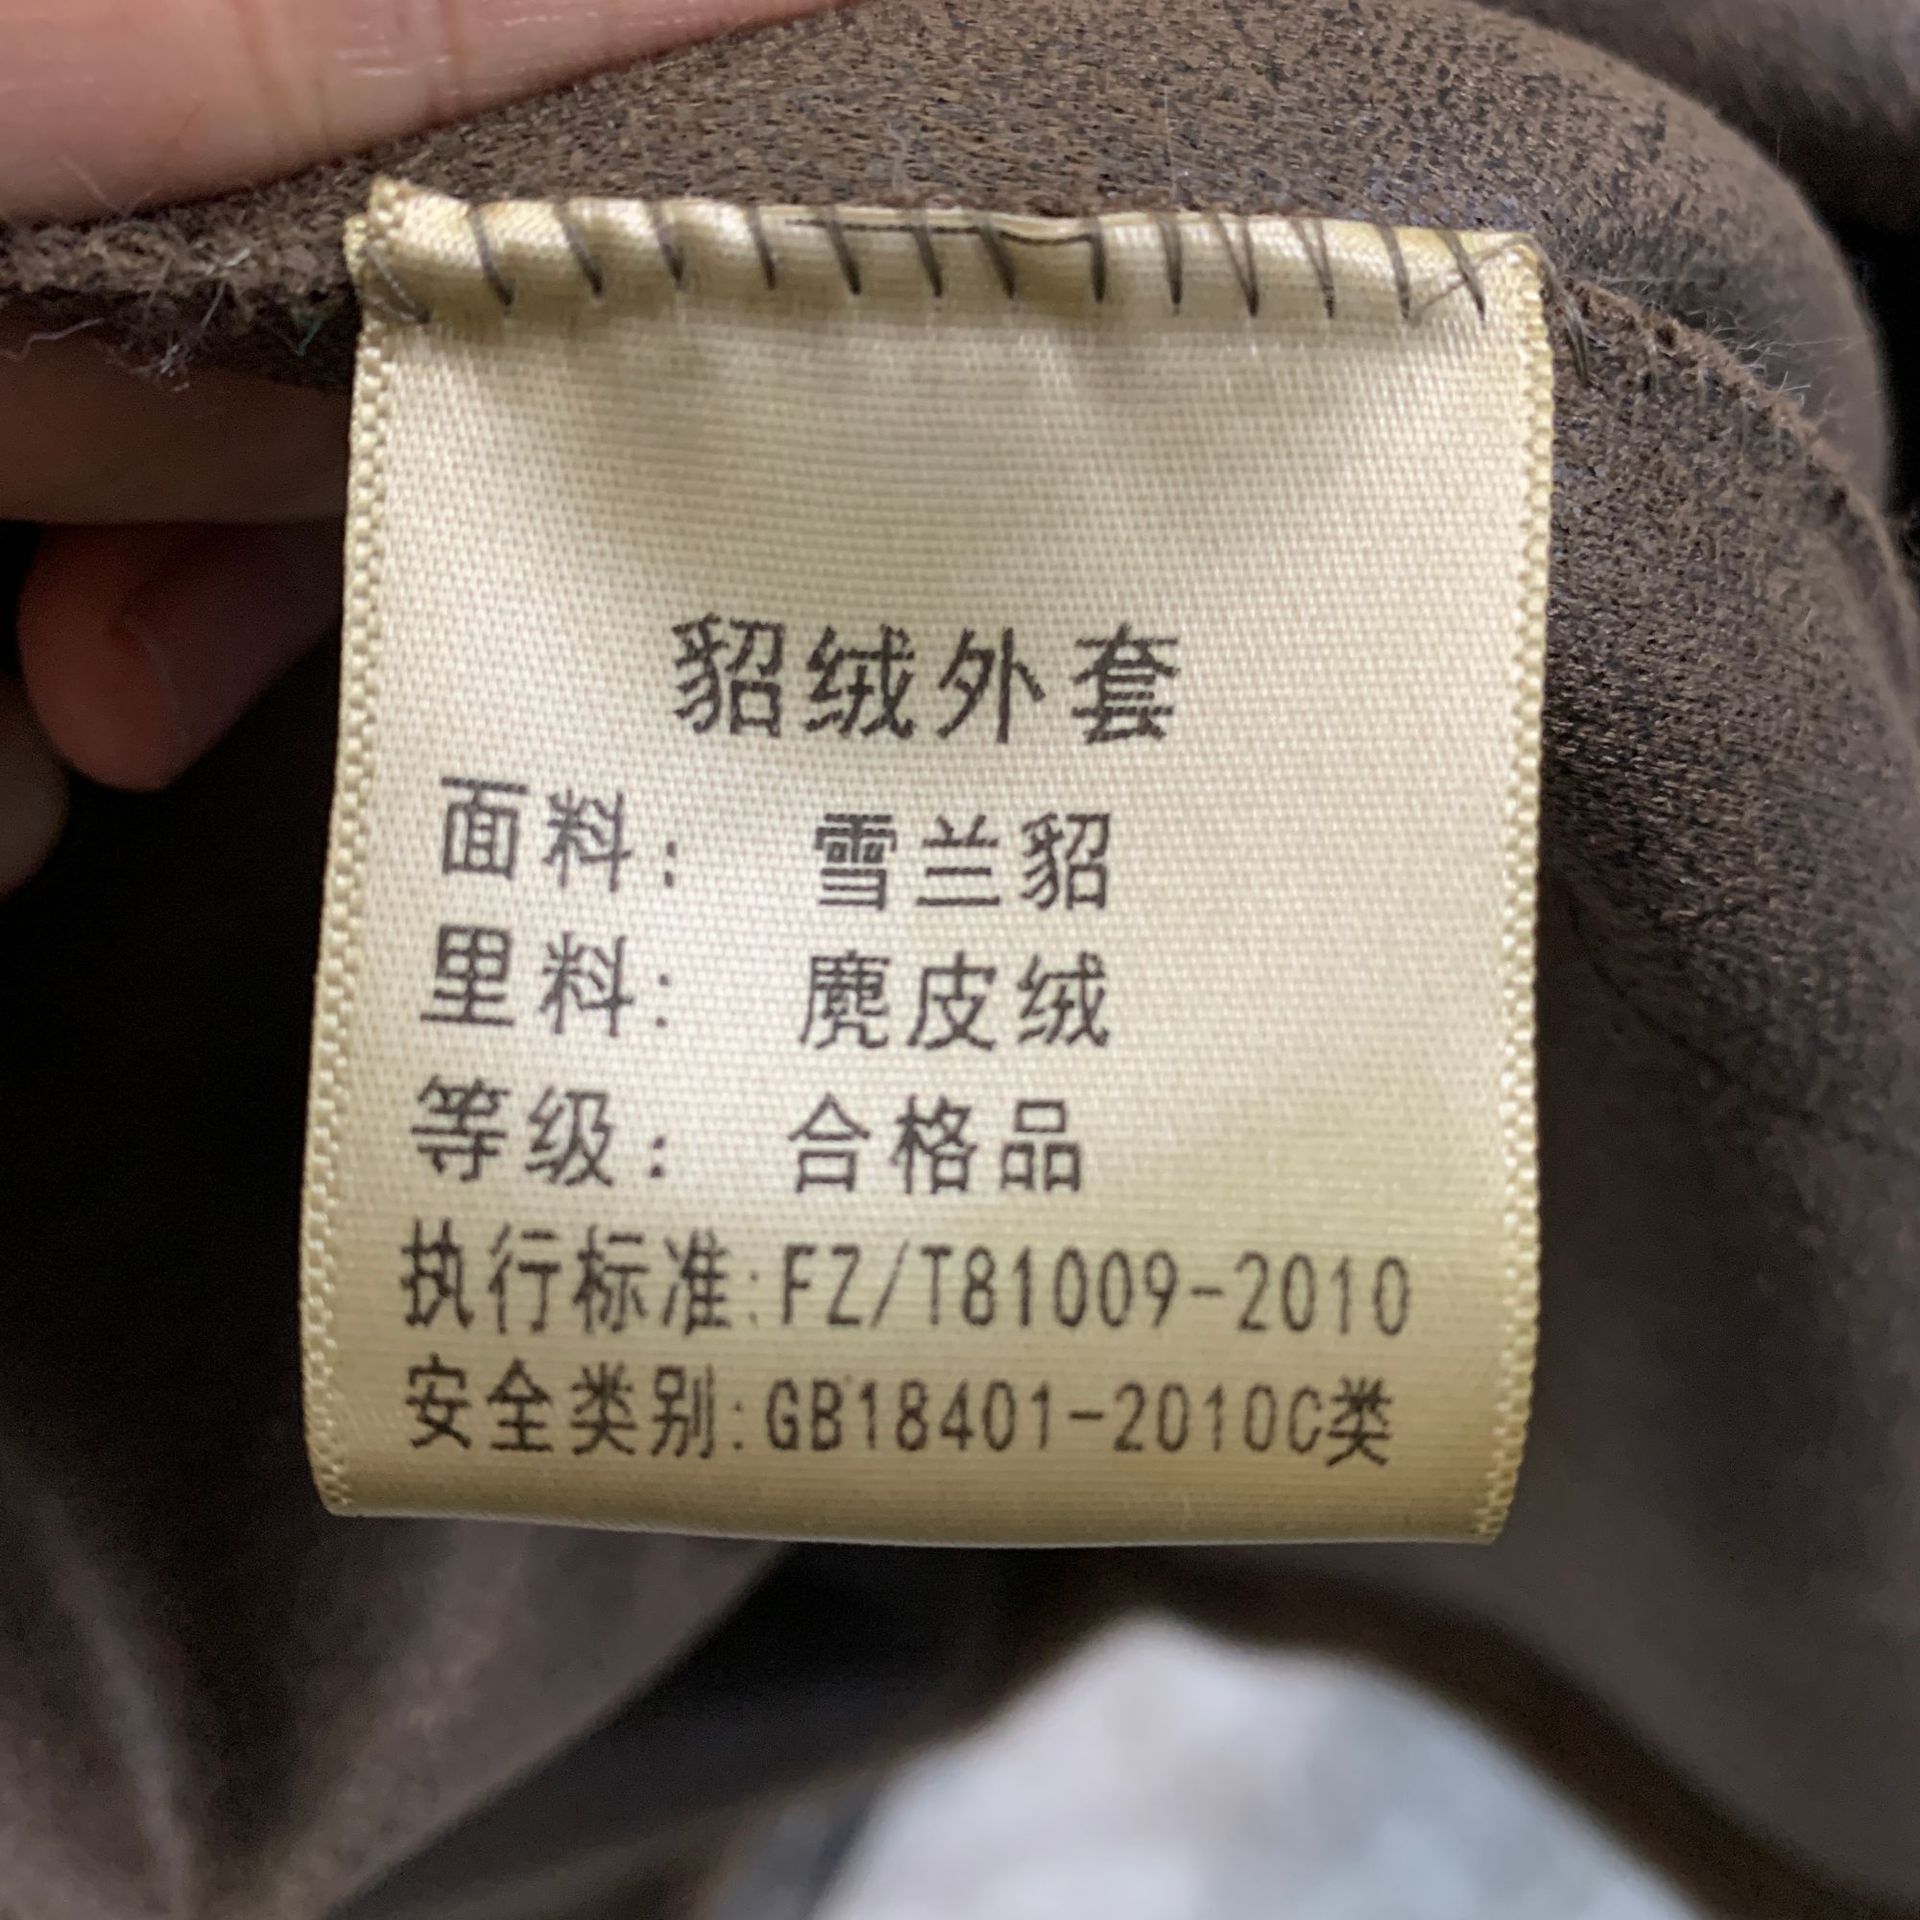 貂绒外套
面料: 雪兰貂
里料: 麂皮绒
等级: 合格品
执行标准:FZ/T81009-2010
安全类别:GB18401-2010C类